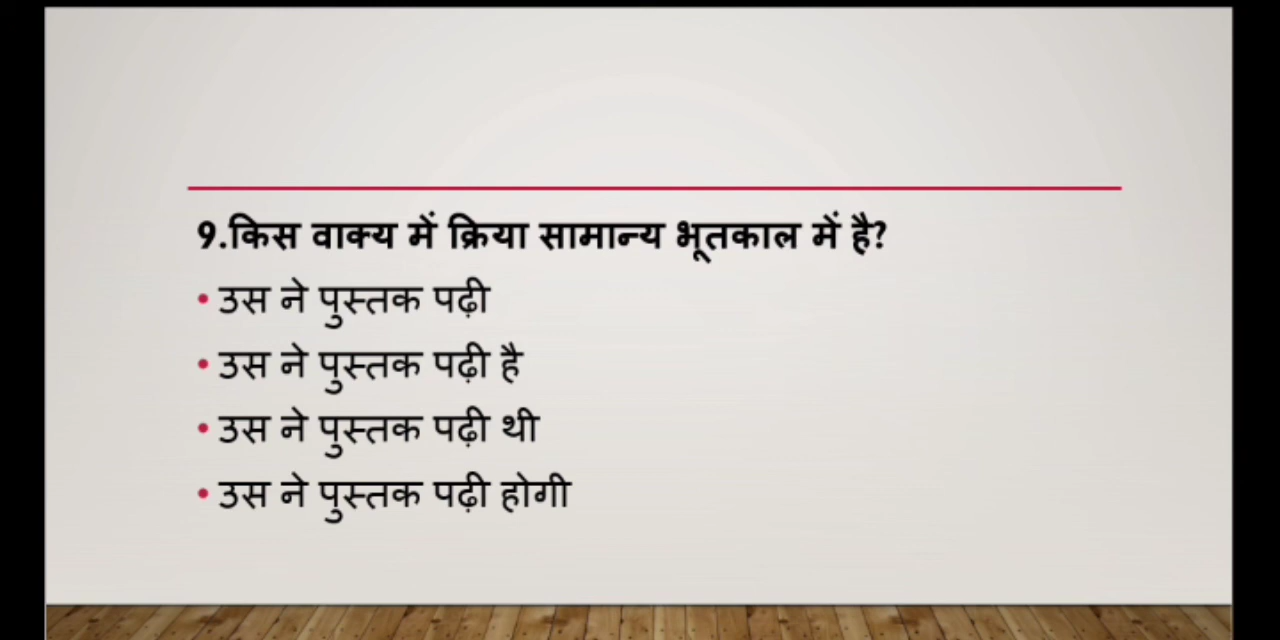 9.किस वाक्य में क्रिया सामान्य भूतकाल में है?
• उस ने पुस्तक पढ़ी
• उस ने पुस्तक पढ़ी है
• उस ने पुस्तक पढ़ी थी
• उस ने पुस्तक पढ़ी होगी